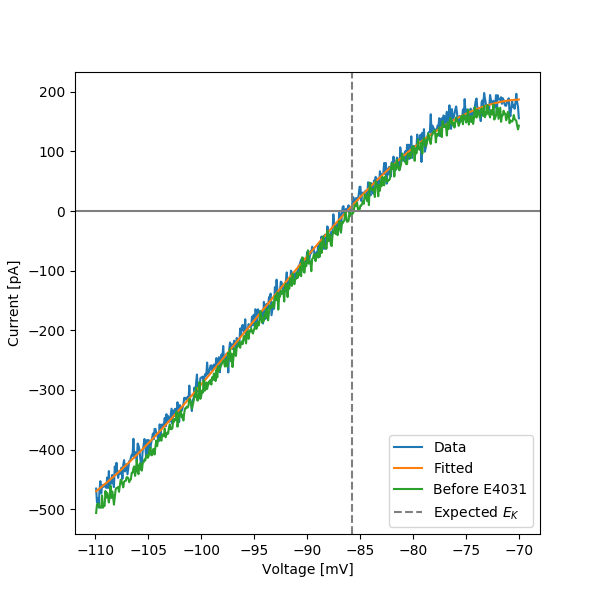 200
100
0
−100
−200
−300
−400
−500
Current [pA]
Data
Fitted
Before E4031
Expected E_K
−110 −105 −100 −95 −90 −85 −80 −75 −70
Voltage [mV]